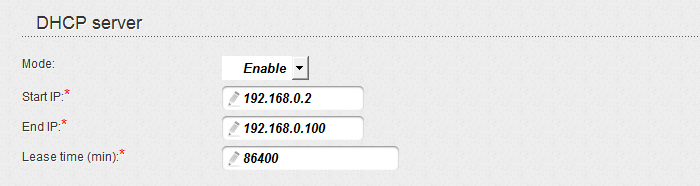 DHCP server
Mode: Enable
Start IP:* 192.168.0.2
End IP:* 192.168.0.100
Lease time (min):* 86400